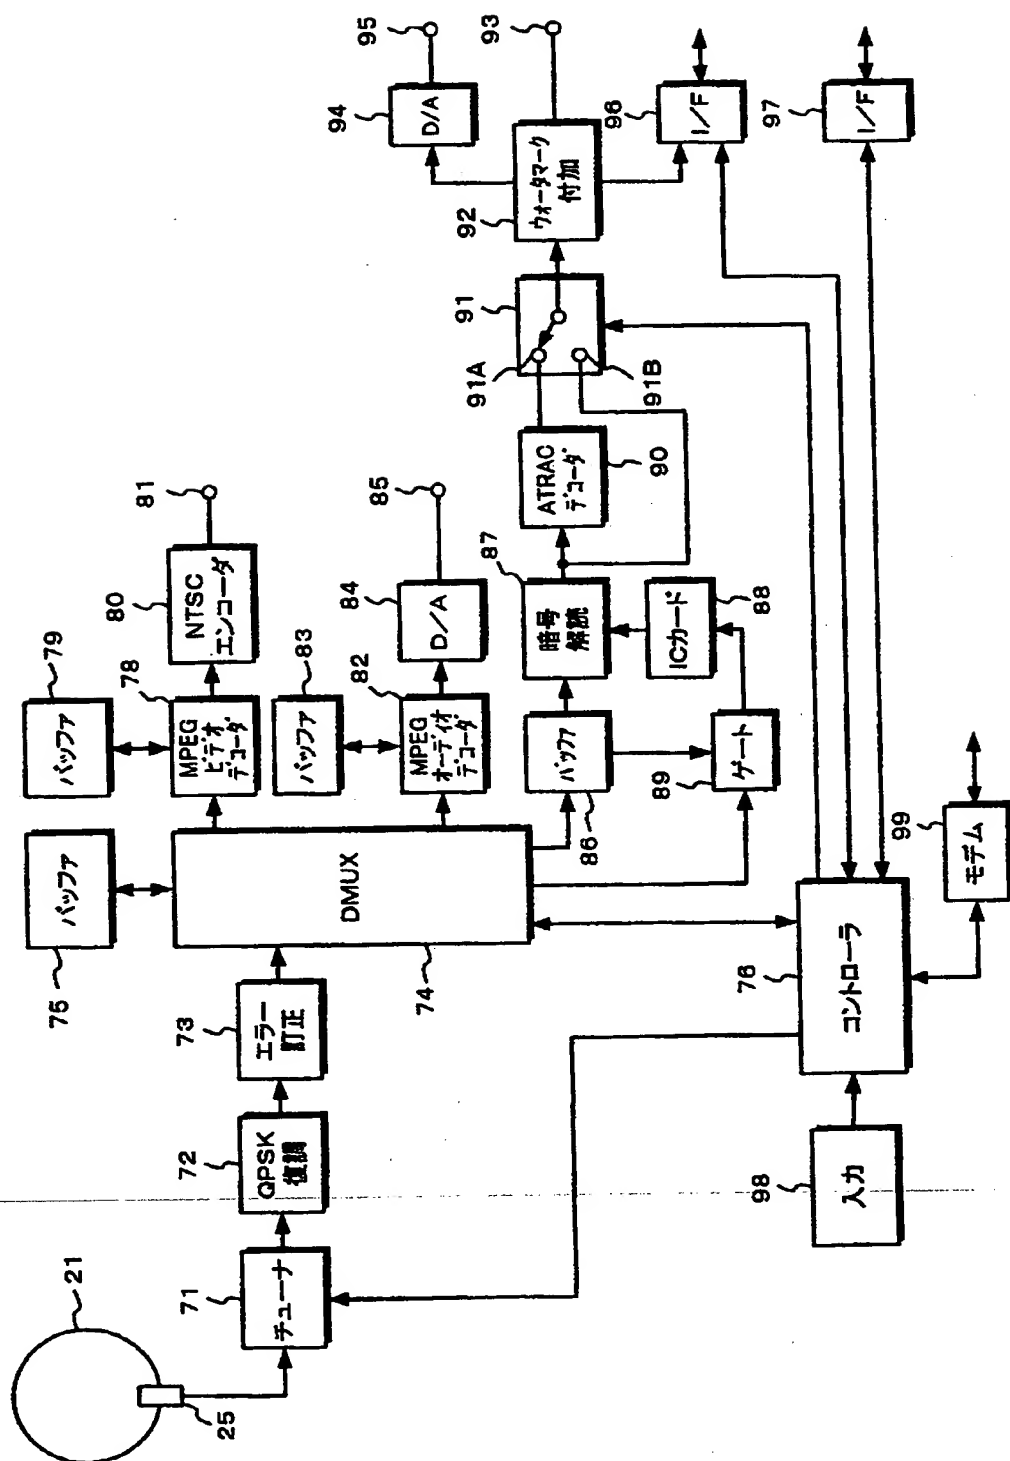 21
25
71
チューナ
72
QPSK
復調
73
エラー
訂正
74
DMUX
75
バッファ
79
バッファ
78
MPEG
ビデオ
デコーダ
80
NTSC
エンコーダ
81
83
バッファ
82
MPEG
オーディオ
デコーダ
84
D/A
85
86
バッファ
87
暗号
解読
88
ICカード
89
ゲート
90
ATRAC
デコーダ
91
91A
91B
92
ウォータマーク
付加
93
94
D/A
95
96
I/F
97
I/F
76
コントローラ
98
入力
99
モデム